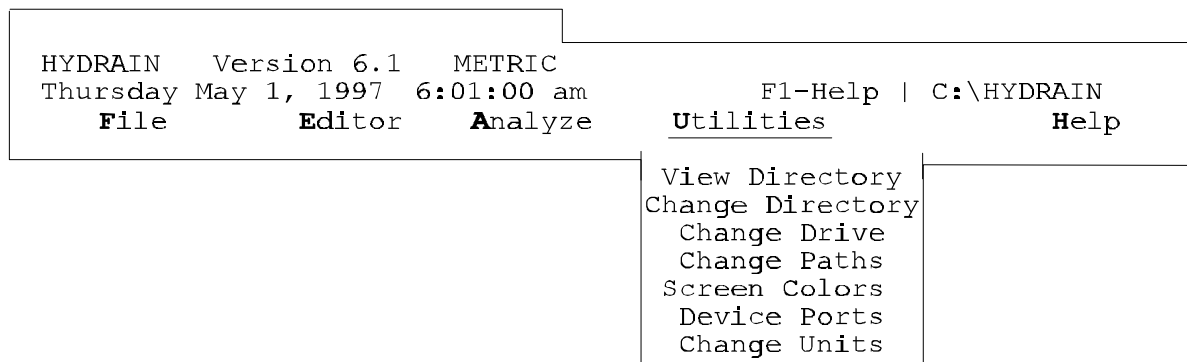 HYDRAIN Version 6.1 METRIC
Thursday May 1, 1997 6:01:00 am F1-Help | C:\HYDRAIN
File Editor Analyze Utilities Help
View Directory
Change Directory
Change Drive
Change Paths
Screen Colors
Device Ports
Change Units